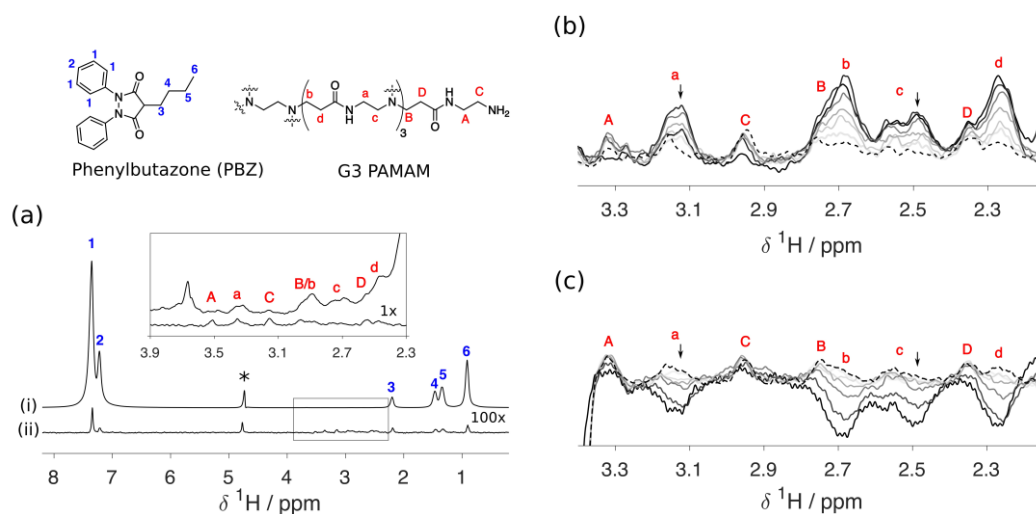 (b)
1
1
2
1
1
1
1
3
4
5
6
O
O
N
N
Phenylbutazone (PBZ)
N
N
b
d
O
N
H
a
c
N
3
B
D
O
N
H
A
C
NH₂
G3 PAMAM
A
a
C
B
b
c
D
d
3.3 3.1 2.9 2.7 2.5 2.3
δ ¹H / ppm
(a)
1
2
A
a
C
B/b
c
D
d
1x
3.9 3.5 3.1 2.7 2.3
*
3
4
5
6
(i)
(ii)
100x
8 7 6 5 4 3 2 1
δ ¹H / ppm
(c)
A
a
C
B
b
c
D
d
3.3 3.1 2.9 2.7 2.5 2.3
δ ¹H / ppm